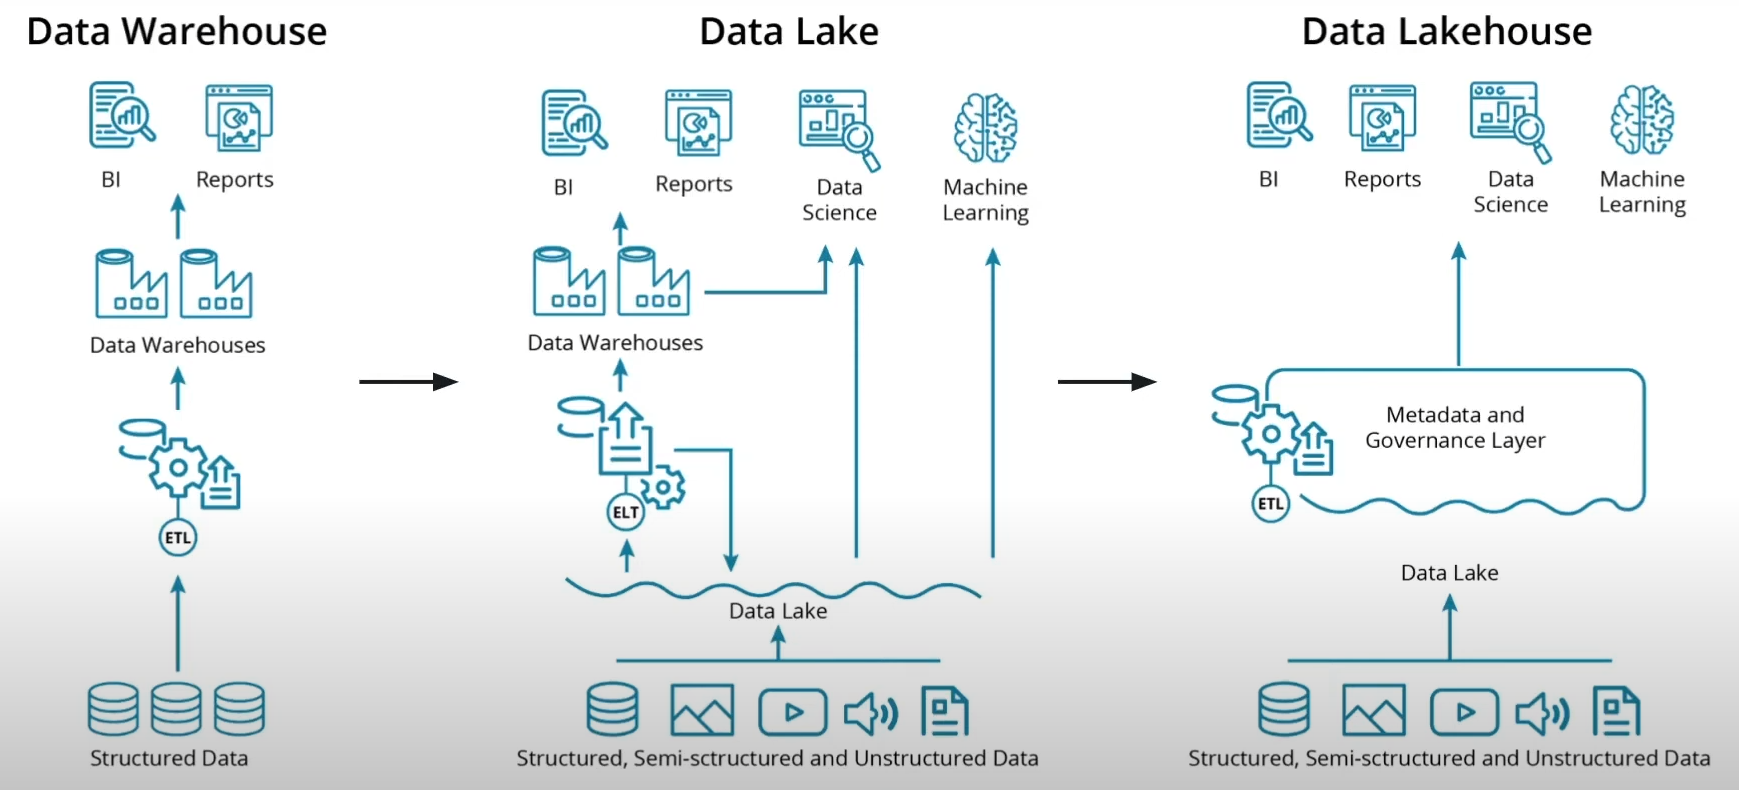 Data Warehouse
BI
Reports
Data Warehouses
ETL
Structured Data
Data Lake
BI
Reports
Data
Science
Machine
Learning
Data Warehouses
ELT
Data Lake
Structured, Semi-sctructured and Unstructured Data
Data Lakehouse
BI
Reports
Data
Science
Machine
Learning
Metadata and
Governance Layer
ETL
Data Lake
Structured, Semi-sctructured and Unstructured Data